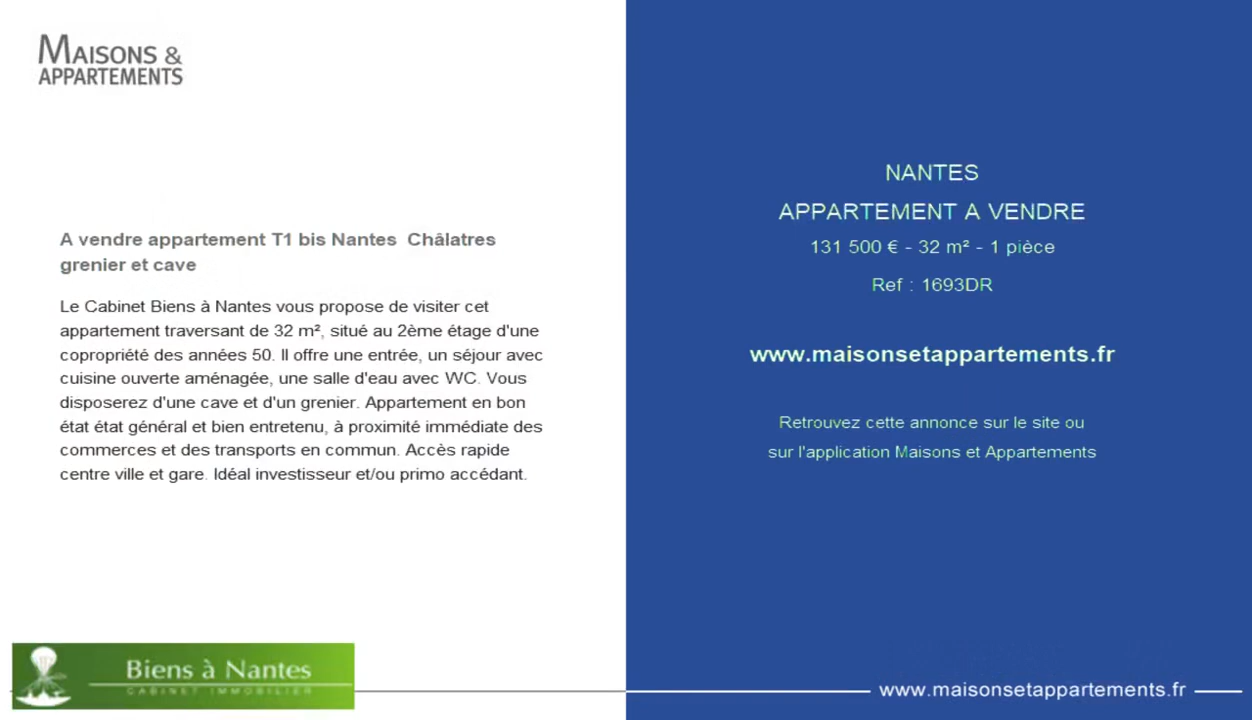 MAISONS &
APPARTEMENTS
A vendre appartement T1 bis Nantes Châlatres
grenier et cave
Le Cabinet Biens à Nantes vous propose de visiter cet
appartement traversant de 32 m², situé au 2ème étage d'une
copropriété des années 50. Il offre une entrée, un séjour avec
cuisine ouverte aménagée, une salle d'eau avec WC. Vous
disposerez d'une cave et d'un grenier. Appartement en bon
état état général et bien entretenu, à proximité immédiate des
commerces et des transports en commun. Accès rapide
centre ville et gare. Idéal investisseur et/ou primo accédant.
Biens à Nantes
CABINET IMMOBILIER
NANTES
APPARTEMENT A VENDRE
131 500 € - 32 m² - 1 pièce
Ref : 1693DR
www.maisonsetappartements.fr
Retrouvez cette annonce sur le site ou
sur l'application Maisons et Appartements
www.maisonsetappartements.fr